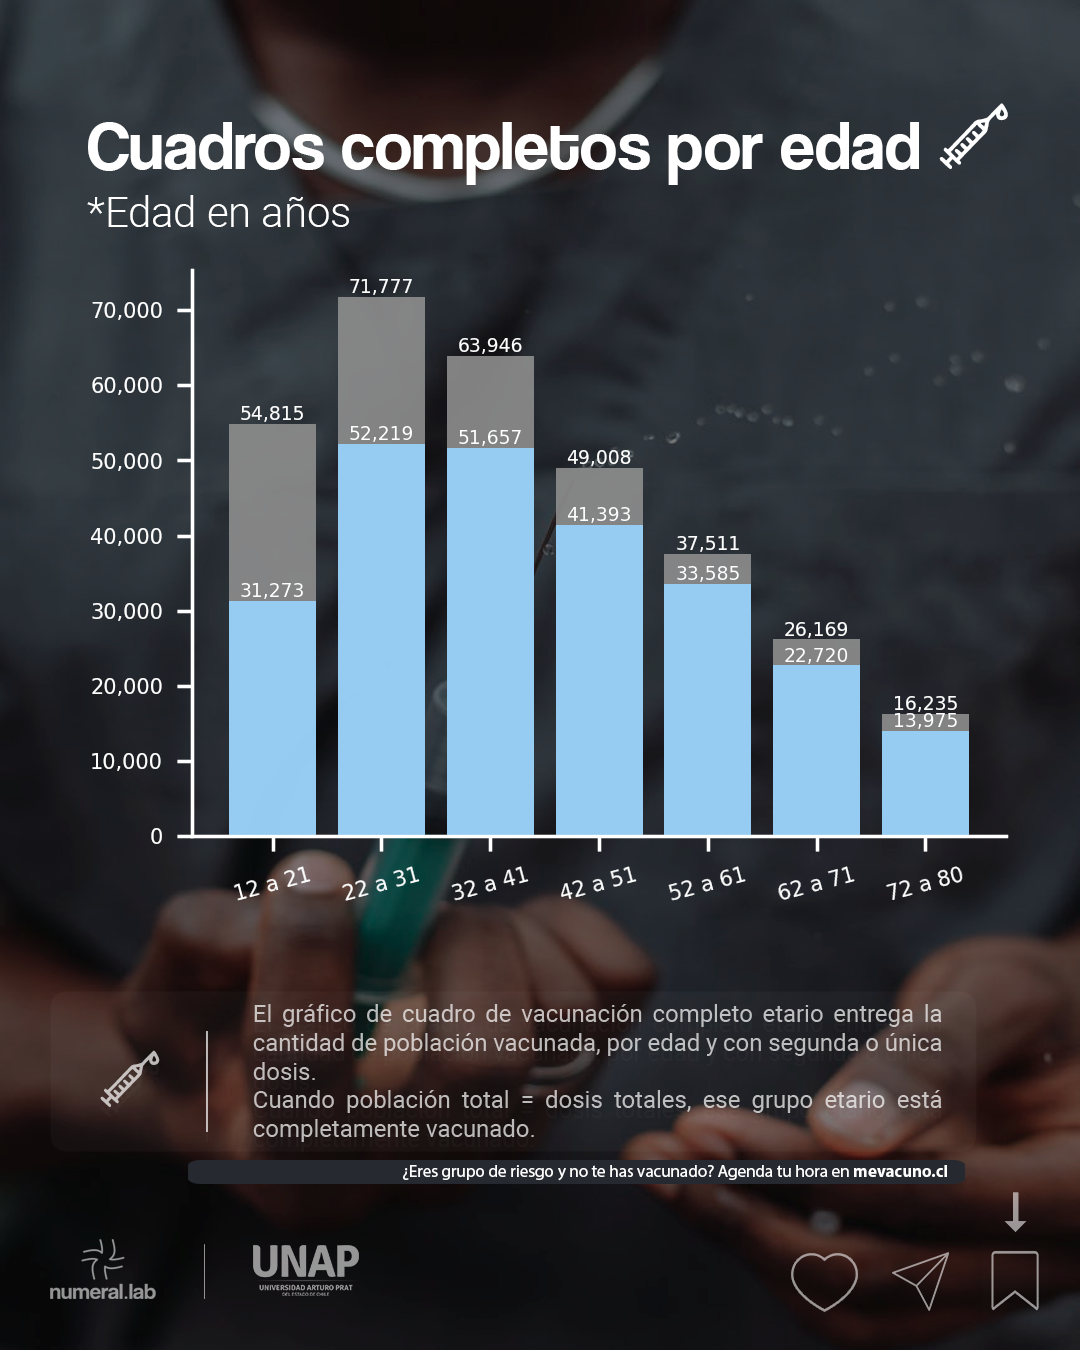 Cuadros completos por edad
*Edad en años
70,000
60,000
50,000
40,000
30,000
20,000
10,000
0
54,815
31,273
71,777
52,219
63,946
51,657
49,008
41,393
37,511
33,585
26,169
22,720
16,235
13,975
12 a 21
22 a 31
32 a 41
42 a 51
52 a 61
62 a 71
72 a 80
El gráfico de cuadro de vacunación completo etario entrega la
cantidad de población vacunada, por edad y con segunda o única
dosis.
Cuando población total = dosis totales, ese grupo etario está
completamente vacunado.
¿Eres grupo de riesgo y no te has vacunado? Agenda tu hora en mevacuno.cl
numeral.lab
UNAP
UNIVERSIDAD ARTURO PRAT
DEL ESTADO DE CHILE